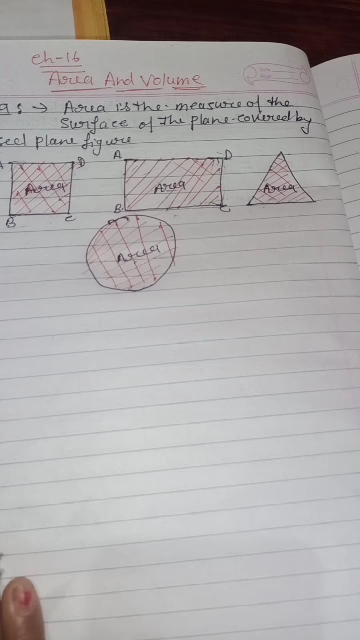 ch-16
Area And Volume
Area is the measure of the
surface of the plane covered by
plane figure
A D A D
Area Area Area
B C B C
Area